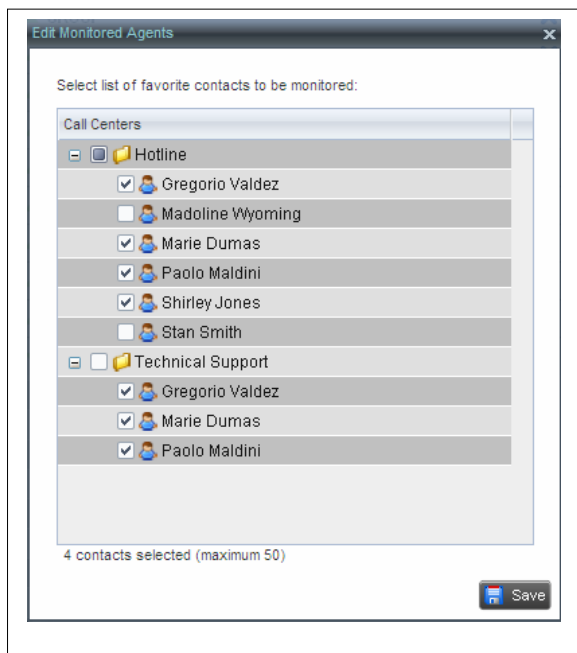 Edit Monitored Agents
Select list of favorite contacts to be monitored:
Call Centers
Hotline
Gregorio Valdez
Madoline Wyoming
Marie Dumas
Paolo Maldini
Shirley Jones
Stan Smith
Technical Support
Gregorio Valdez
Marie Dumas
Paolo Maldini
4 contacts selected (maximum 50)
Save